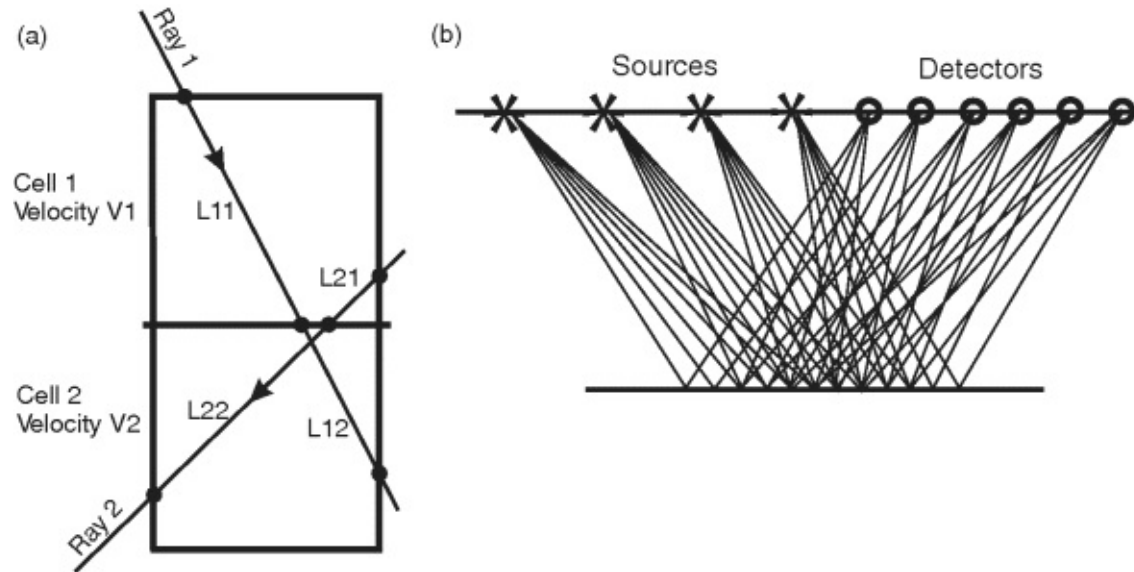 (a)
Ray 1
Cell 1
Velocity V1
L11
L21
Cell 2
Velocity V2
L22
L12
Ray 2
(b)
Sources
Detectors